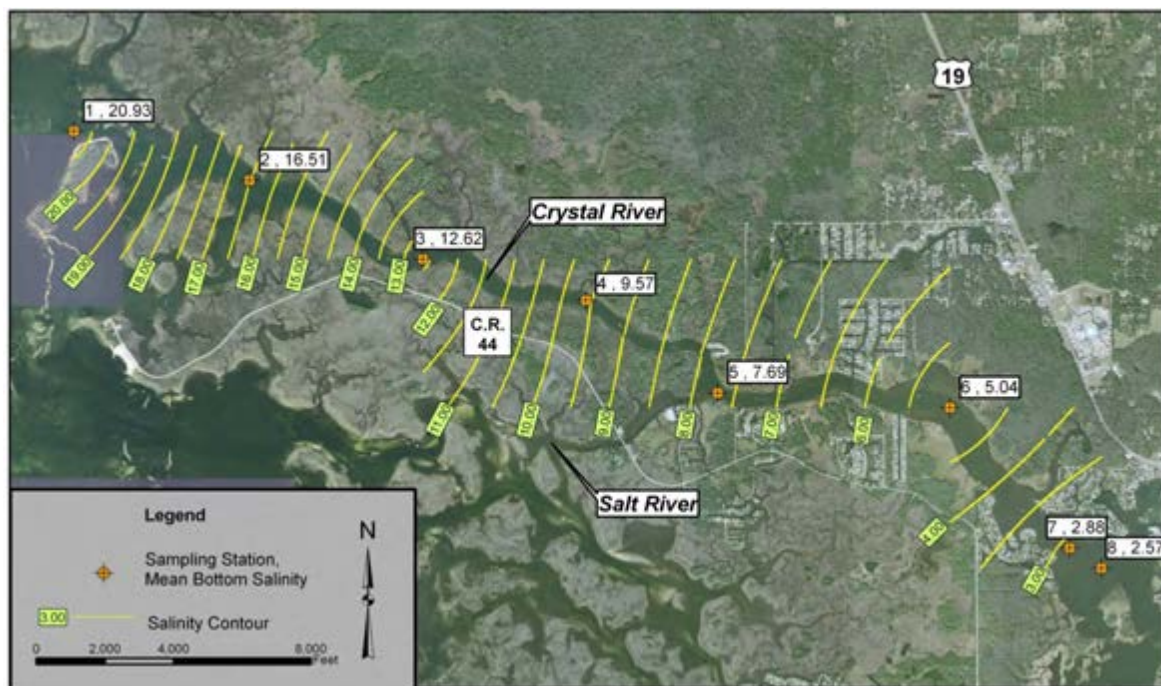 19
1 , 20.93
2 , 16.51
Crystal River
3 , 12.62
4 , 9.57
20.00
19.00
18.00
17.00
16.00
15.00
14.00
13.00
12.00
C.R.
44
5 , 7.69
6 , 5.04
11.00
10.00
9.00
8.00
7.00
6.00
Salt River
4.00
7 , 2.88
8 , 2.57
3.00
Legend
Sampling Station,
Mean Bottom Salinity
3.00
Salinity Contour
0 2,000 4,000 8,000
Feet
N